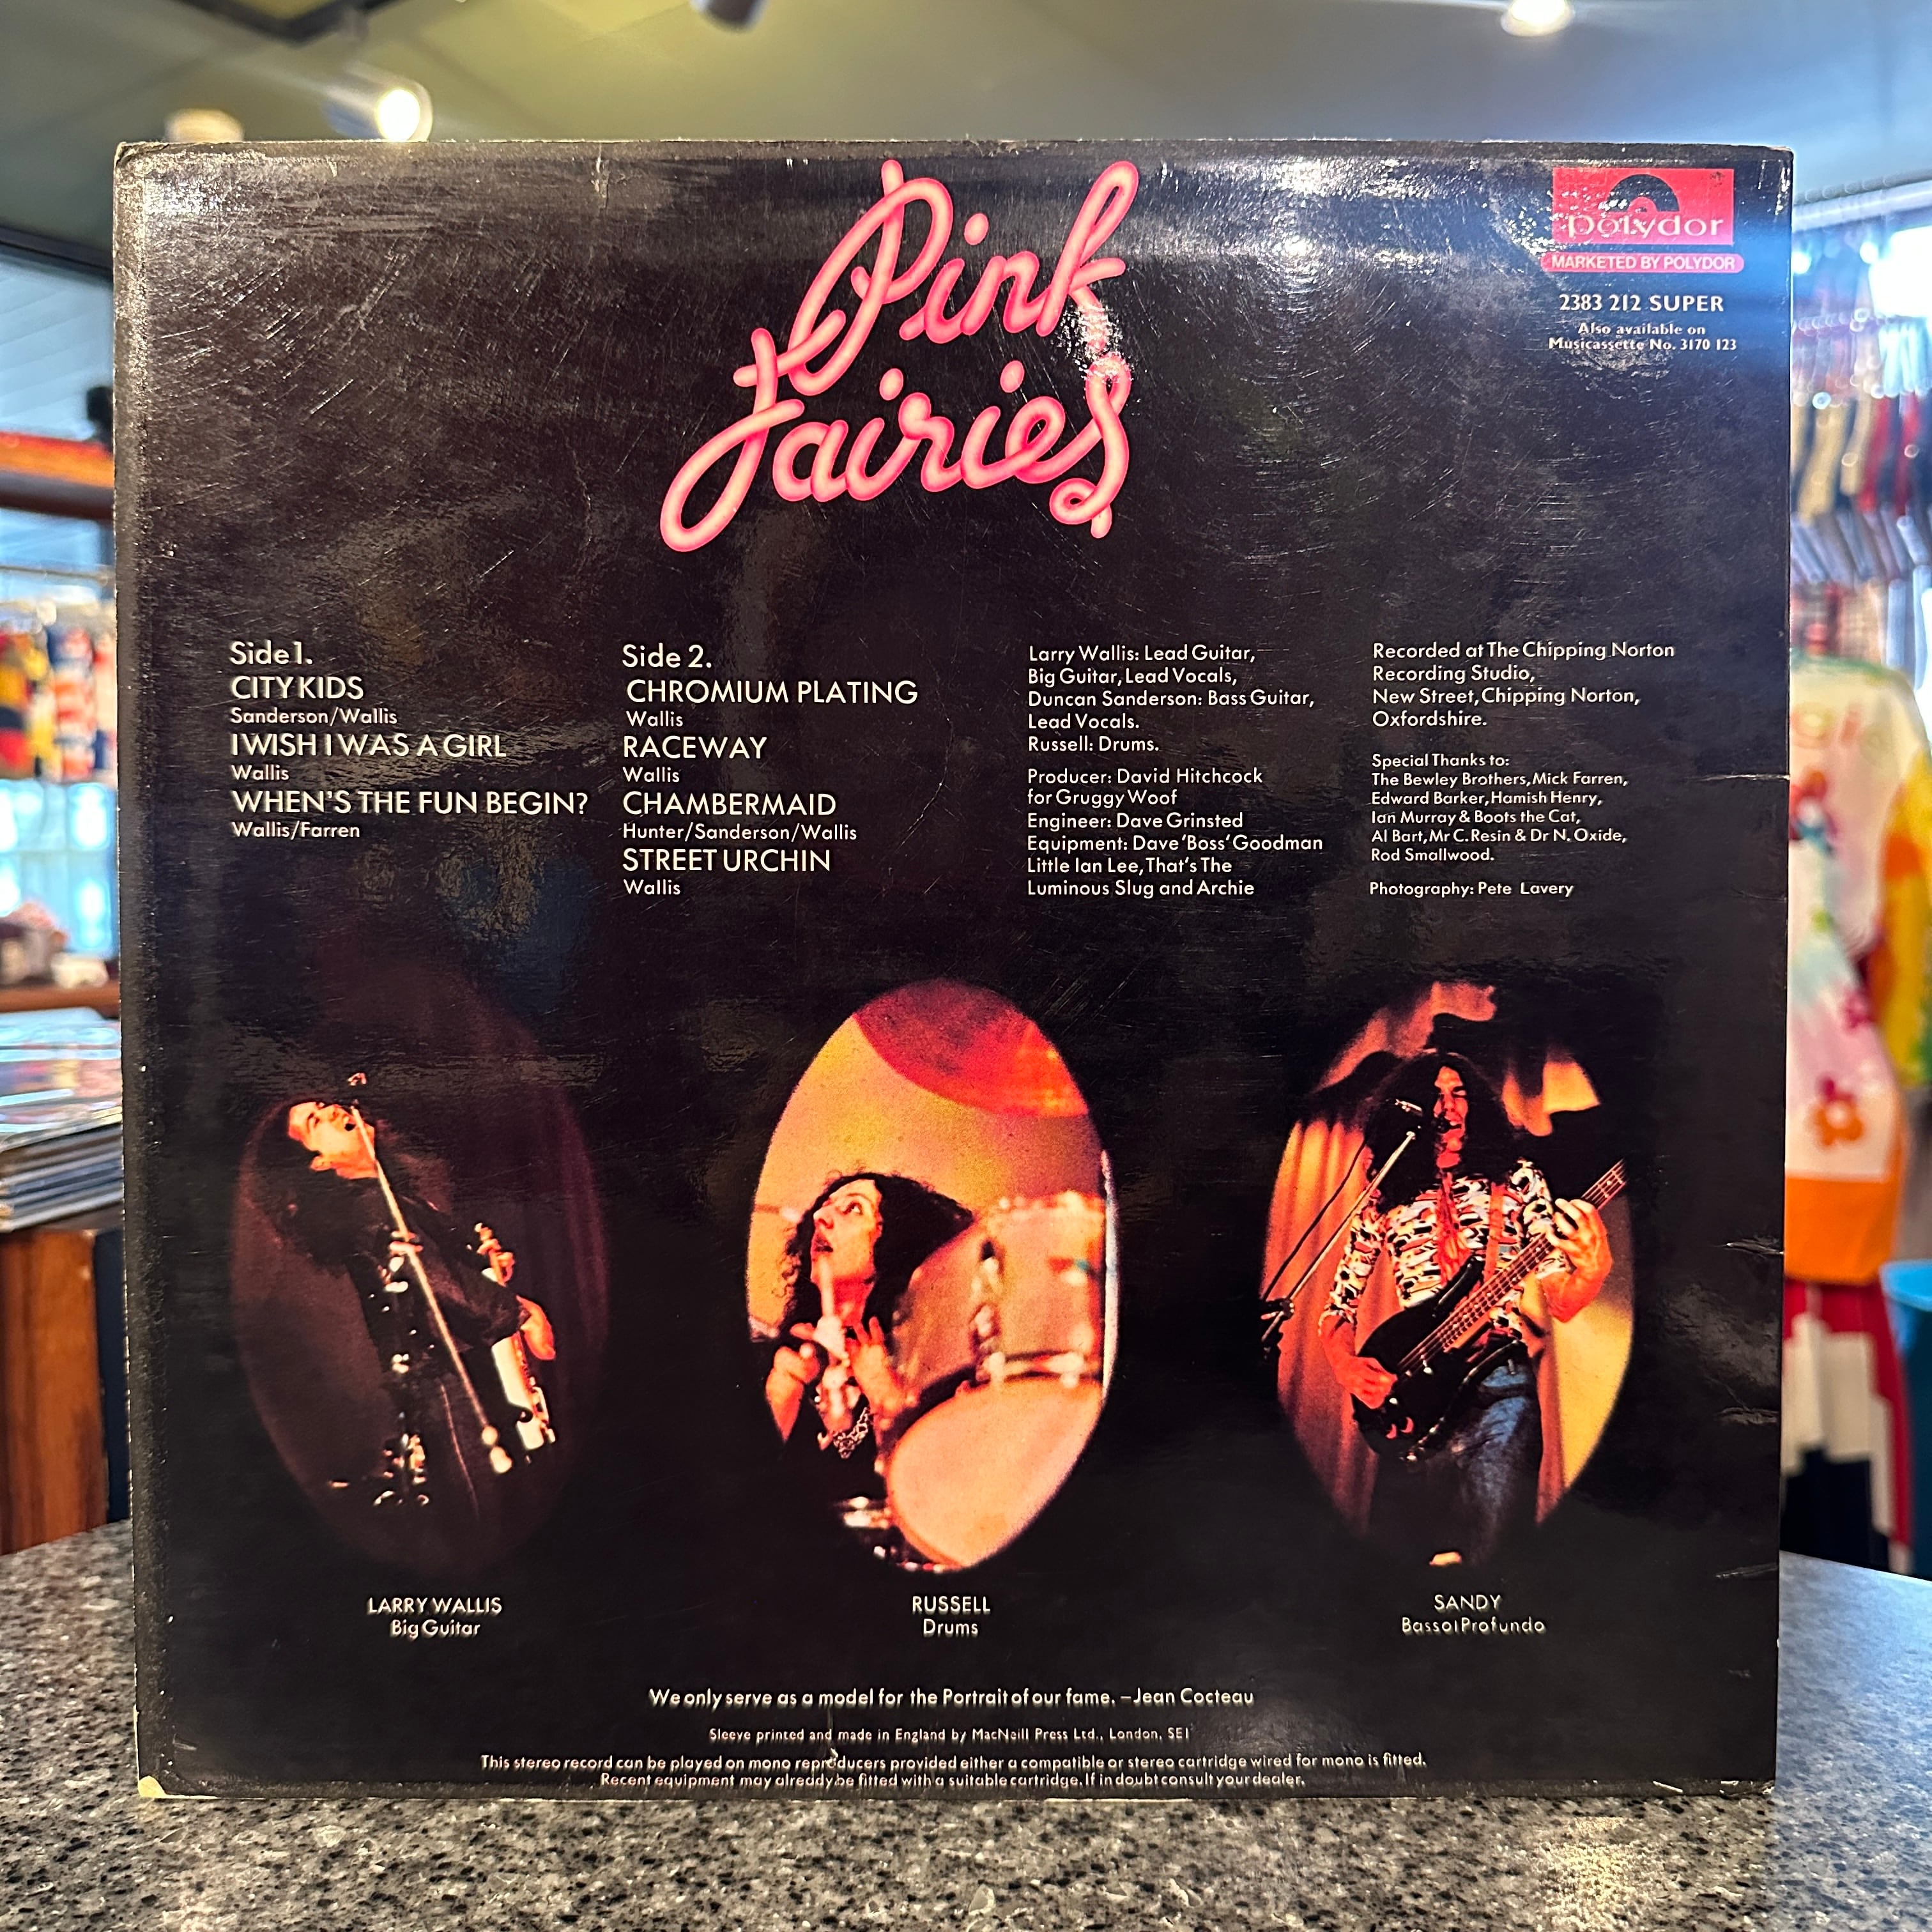 Pink
Fairies
polydor
MARKETED BY POLYDOR
2383 212 SUPER
Also available on
Musicassette No. 3170 123
Side 1.
CITY KIDS
Sanderson/Wallis
I WISH I WAS A GIRL
Wallis
WHEN'S THE FUN BEGIN?
Wallis/Farren
Side 2.
CHROMIUM PLATING
Wallis
RACEWAY
Wallis
CHAMBERMAID
Hunter/Sanderson/Wallis
STREET URCHIN
Wallis
Larry Wallis: Lead Guitar,
Big Guitar, Lead Vocals,
Duncan Sanderson: Bass Guitar,
Lead Vocals.
Russell: Drums.
Producer: David Hitchcock
for Gruggy Woof
Engineer: Dave Grinsted
Equipment: Dave 'Boss' Goodman
Little Ian Lee, That's The
Luminous Slug and Archie
Recorded at The Chipping Norton
Recording Studio,
New Street, Chipping Norton,
Oxfordshire.
Special Thanks to:
The Bewley Brothers, Mick Farren,
Edward Barker, Hamish Henry,
Ian Murray & Boots the Cat,
Al Bart, Mr C. Resin & Dr N. Oxide,
Rod Smallwood.
Photography: Pete Lavery
LARRY WALLIS
Big Guitar
RUSSELL
Drums
SANDY
Basso Profundo
We only serve as a model for the Portrait of our fame. – Jean Cocteau
Sleeve printed and made in England by MacNeill Press Ltd., London, SE1
This stereo record can be played on mono reproducers provided either a compatible or stereo cartridge wired for mono is fitted.
Recent equipment may already be fitted with a suitable cartridge. If in doubt consult your dealer.